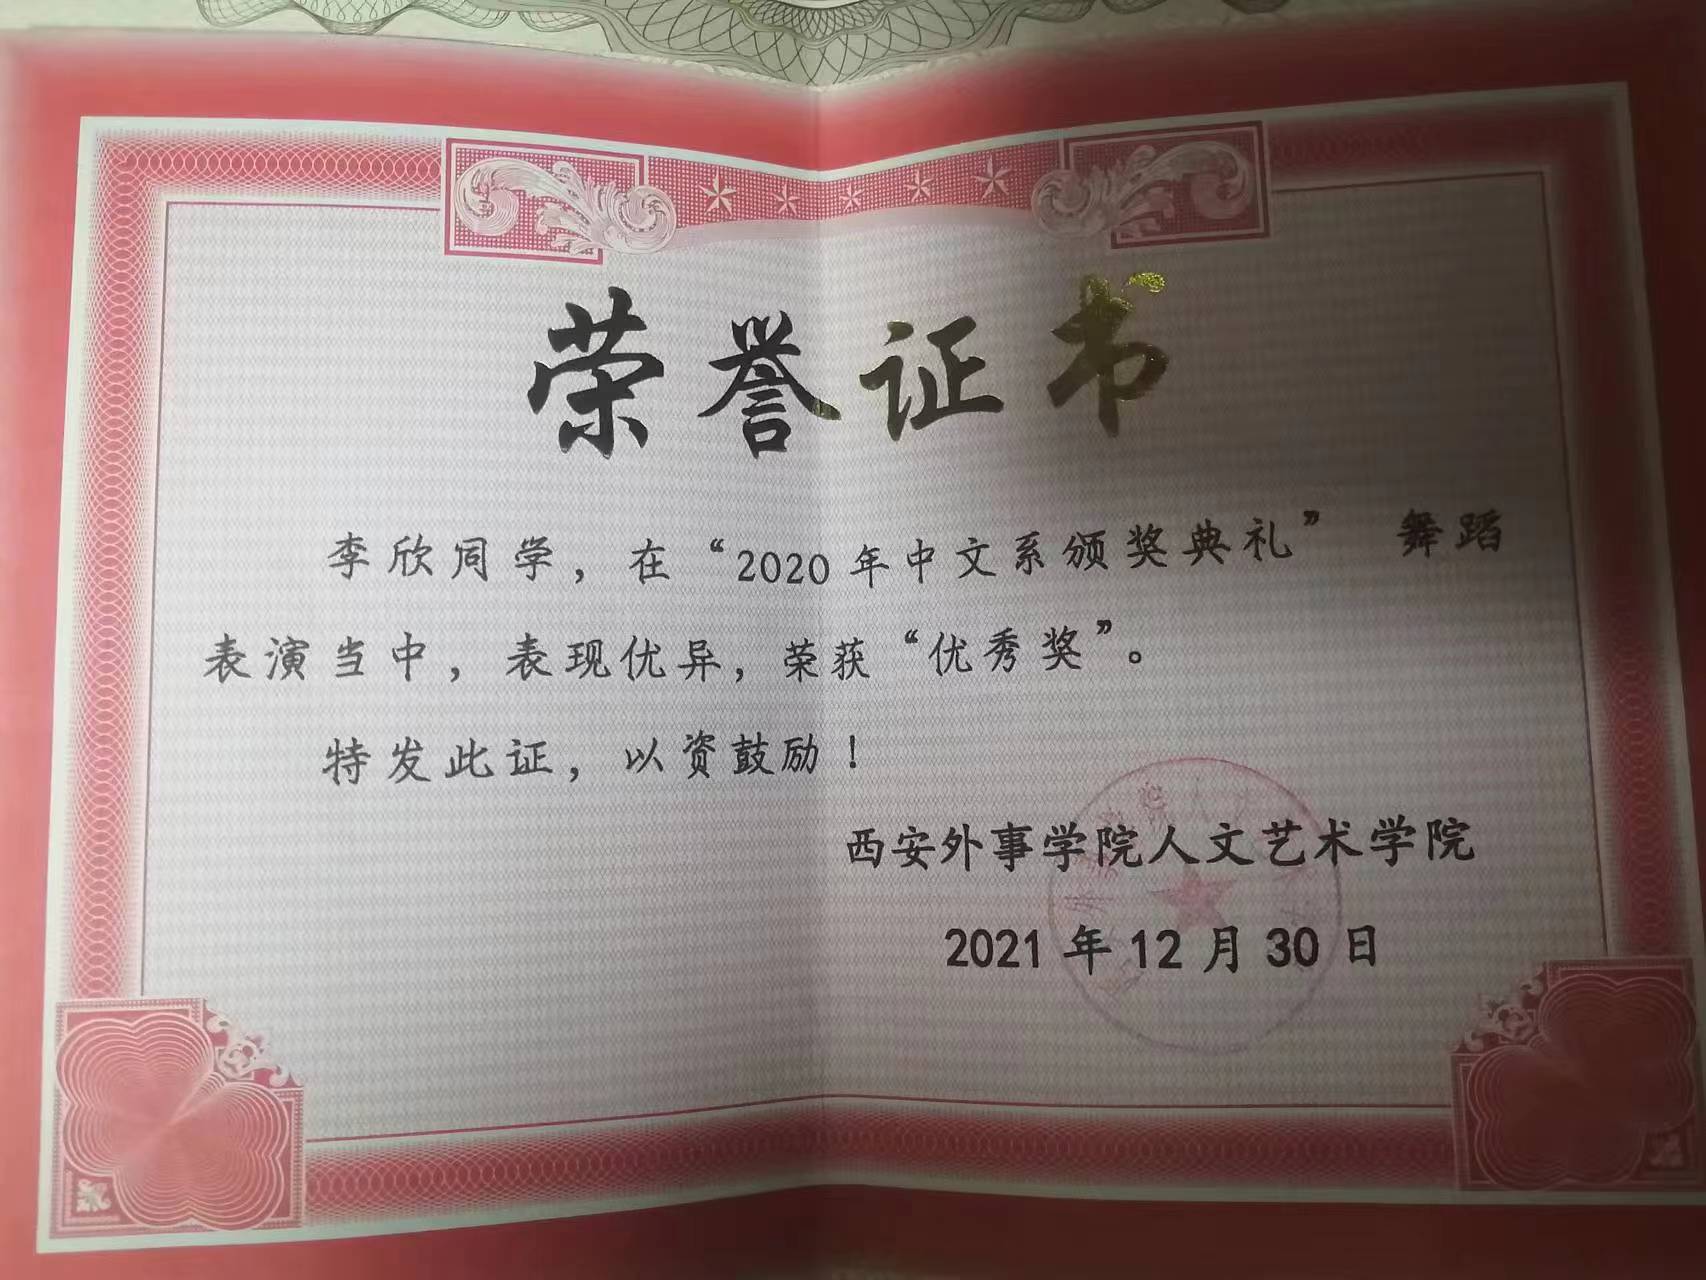 荣誉证书
李欣同学，在“2020年中文系颁奖典礼” 舞蹈
表演当中，表现优异，荣获“优秀奖”。
特发此证，以资鼓励！
西安外事学院人文艺术学院
2021年12月30日